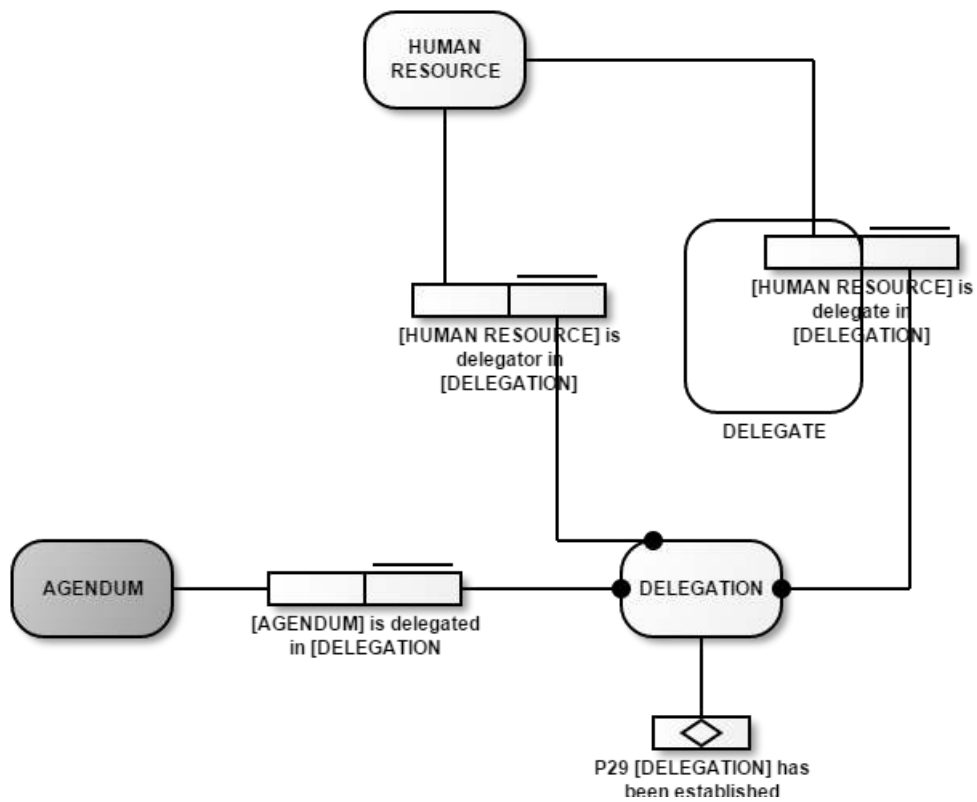 HUMAN
RESOURCE
[HUMAN RESOURCE] is
delegate in
[DELEGATION]
[HUMAN RESOURCE] is
delegator in
[DELEGATION]
DELEGATE
AGENDUM
[AGENDUM] is delegated
in [DELEGATION
DELEGATION
P29 [DELEGATION] has
been established